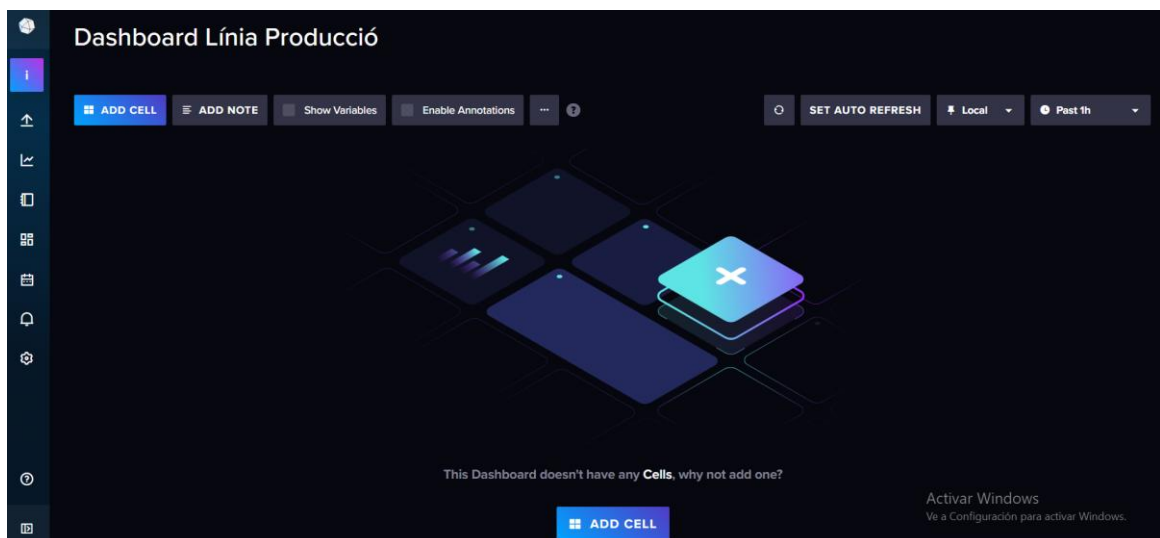 Dashboard Línia Producció
i
ADD CELL ADD NOTE Show Variables Enable Annotations ... ? SET AUTO REFRESH Local Past 1h
This Dashboard doesn't have any Cells, why not add one?
?
Activar Windows
Ve a Configuración para activar Windows.
ADD CELL